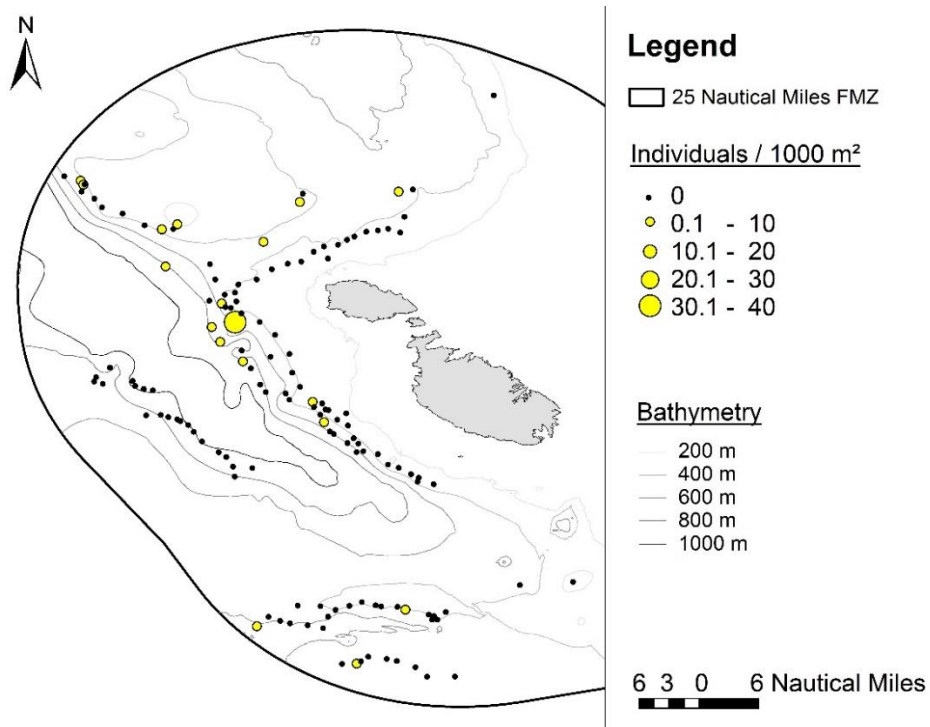 N
Legend
25 Nautical Miles FMZ
Individuals / 1000 m²
0
0.1 - 10
10.1 - 20
20.1 - 30
30.1 - 40
Bathymetry
200 m
400 m
600 m
800 m
1000 m
6 3 0 6 Nautical Miles